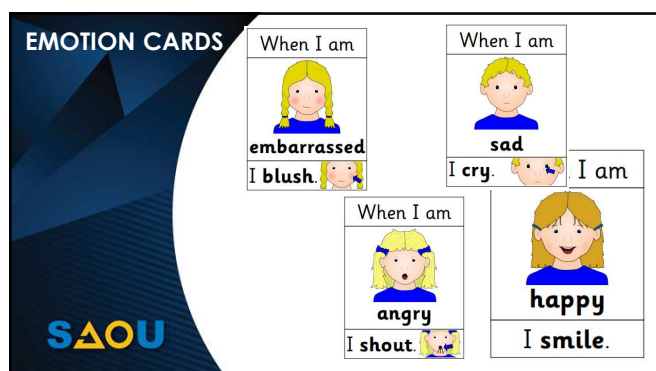 EMOTION CARDS
When I am
embarrassed
I blush.
When I am
sad
I cry.
When I am
angry
I shout.
I am
happy
I smile.
SAOU